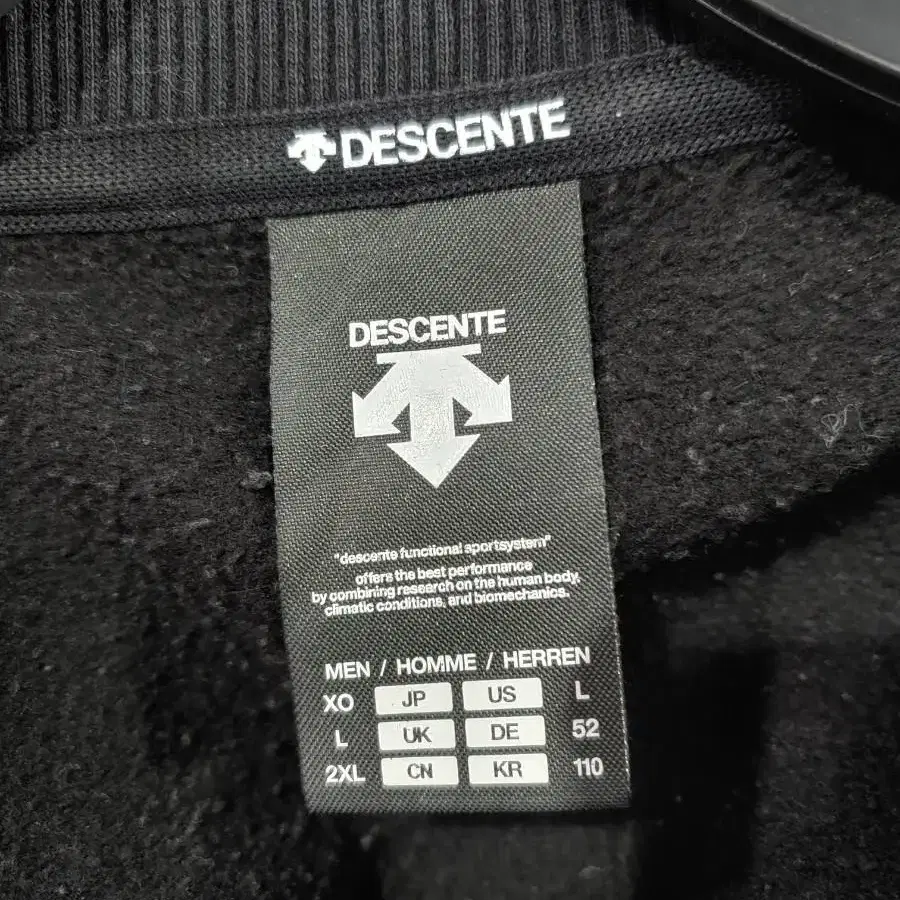 DESCENTE
DESCENTE
"descente functional sportsystem"
offers the best performance
by combining research on the human body,
climatic conditions, and biomechanics.
MEN / HOMME / HERREN
XO JP US L
L UK DE 52
2XL CN KR 110